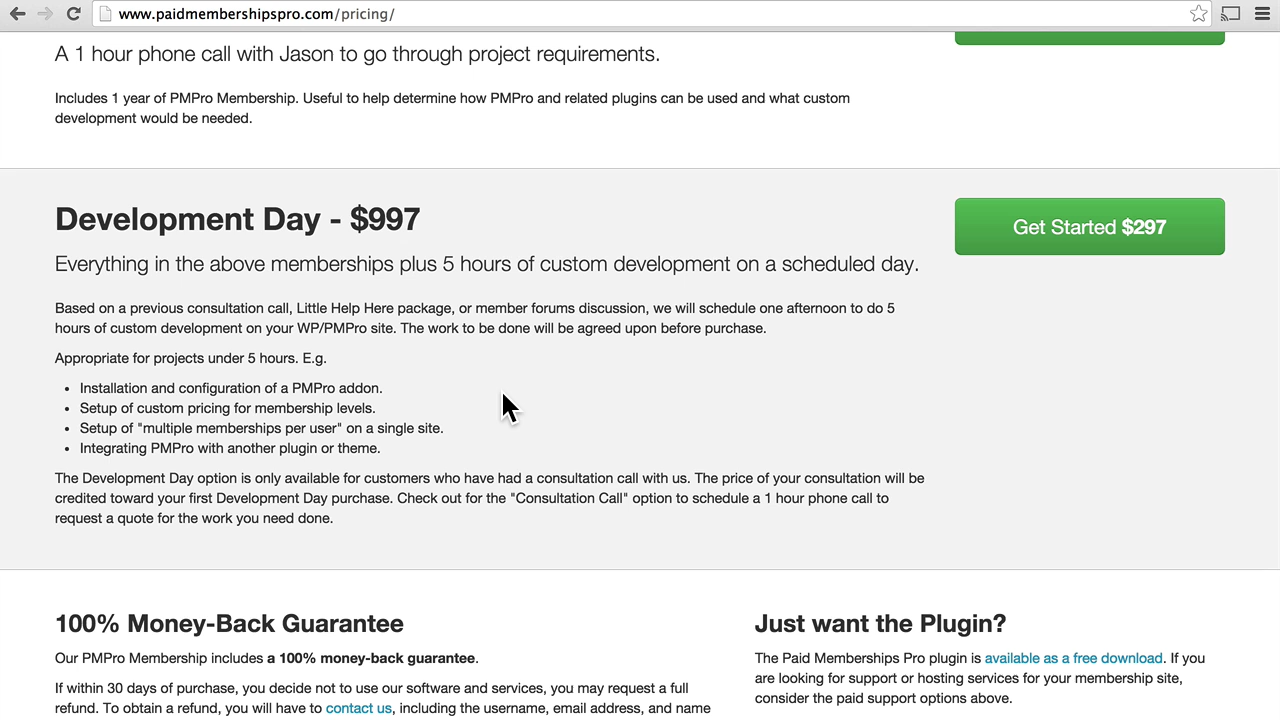 www.paidmembershipspro.com/pricing/
A 1 hour phone call with Jason to go through project requirements.
Includes 1 year of PMPro Membership. Useful to help determine how PMPro and related plugins can be used and what custom
development would be needed.
Development Day - $997
Get Started $297
Everything in the above memberships plus 5 hours of custom development on a scheduled day.
Based on a previous consultation call, Little Help Here package, or member forums discussion, we will schedule one afternoon to do 5
hours of custom development on your WP/PMPro site. The work to be done will be agreed upon before purchase.
Appropriate for projects under 5 hours. E.g.
• Installation and configuration of a PMPro addon.
• Setup of custom pricing for membership levels.
• Setup of "multiple memberships per user" on a single site.
• Integrating PMPro with another plugin or theme.
The Development Day option is only available for customers who have had a consultation call with us. The price of your consultation will be
credited toward your first Development Day purchase. Check out for the "Consultation Call" option to schedule a 1 hour phone call to
request a quote for the work you need done.
100% Money-Back Guarantee
Our PMPro Membership includes a 100% money-back guarantee.
If within 30 days of purchase, you decide not to use our software and services, you may request a full
refund. To obtain a refund, you will have to contact us, including the username, email address, and name
Just want the Plugin?
The Paid Memberships Pro plugin is available as a free download. If you
are looking for support or hosting services for your membership site,
consider the paid support options above.